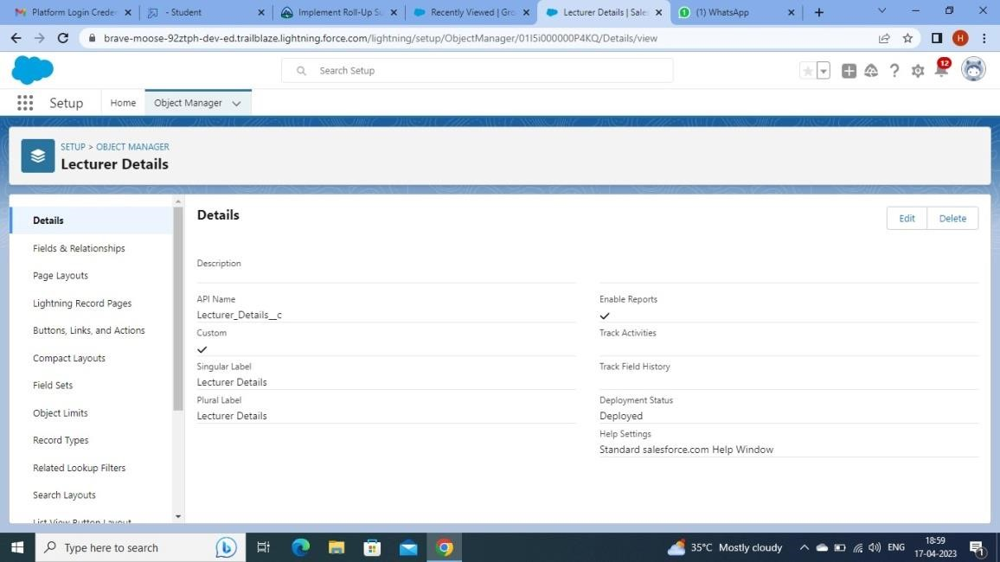 Platform Login Creder
- Student
Implement Roll-Up Su
Recently Viewed | Gro
Lecturer Details | Sale
(1) WhatsApp
brave-moose-92ztph-dev-ed.trailblaze.lightning.force.com/lightning/setup/ObjectManager/01I5i000000P4KQ/Details/view
H
Search Setup
12
Setup
Home
Object Manager
SETUP > OBJECT MANAGER
Lecturer Details
Details
Fields & Relationships
Page Layouts
Lightning Record Pages
Buttons, Links, and Actions
Compact Layouts
Field Sets
Object Limits
Record Types
Related Lookup Filters
Search Layouts
List View Button Layout
Details
Edit
Delete
Description
API Name
Lecturer_Details__c
Custom
Singular Label
Lecturer Details
Plural Label
Lecturer Details
Enable Reports
Track Activities
Track Field History
Deployment Status
Deployed
Help Settings
Standard salesforce.com Help Window
Type here to search
35°C Mostly cloudy
ENG
18:59
17-04-2023
1